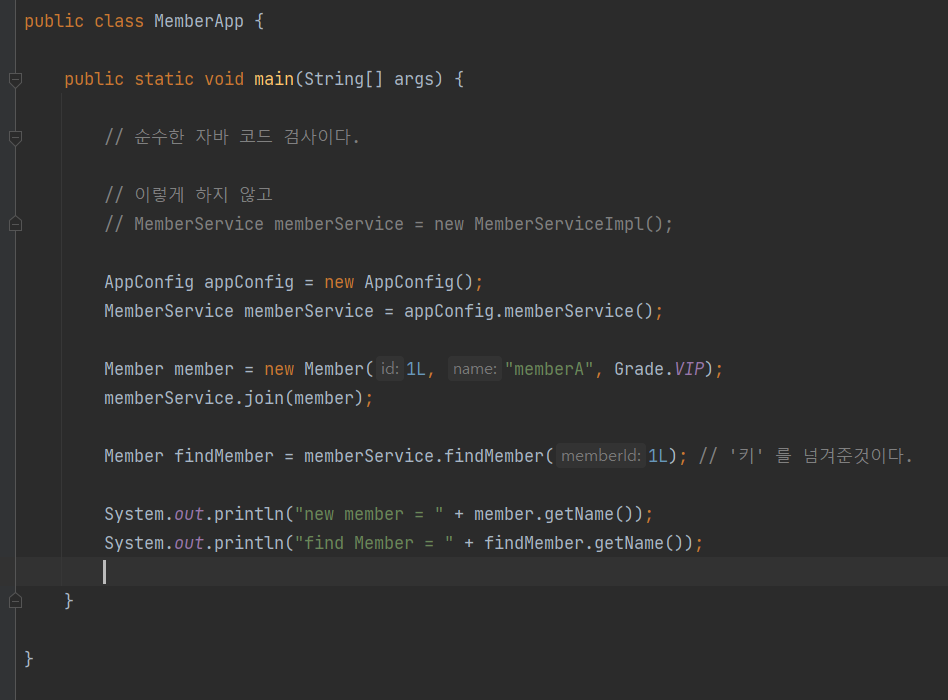 public class MemberApp {
public static void main(String[] args) {
// 순수한 자바 코드 검사이다.
// 이렇게 하지 않고
// MemberService memberService = new MemberServiceImpl();
AppConfig appConfig = new AppConfig();
MemberService memberService = appConfig.memberService();
Member member = new Member( id: 1L, name: "memberA", Grade.VIP);
memberService.join(member);
Member findMember = memberService.findMember( memberId: 1L); // '키' 를 넘겨준것이다.
System.out.println("new member = " + member.getName());
System.out.println("find Member = " + findMember.getName());
}
}